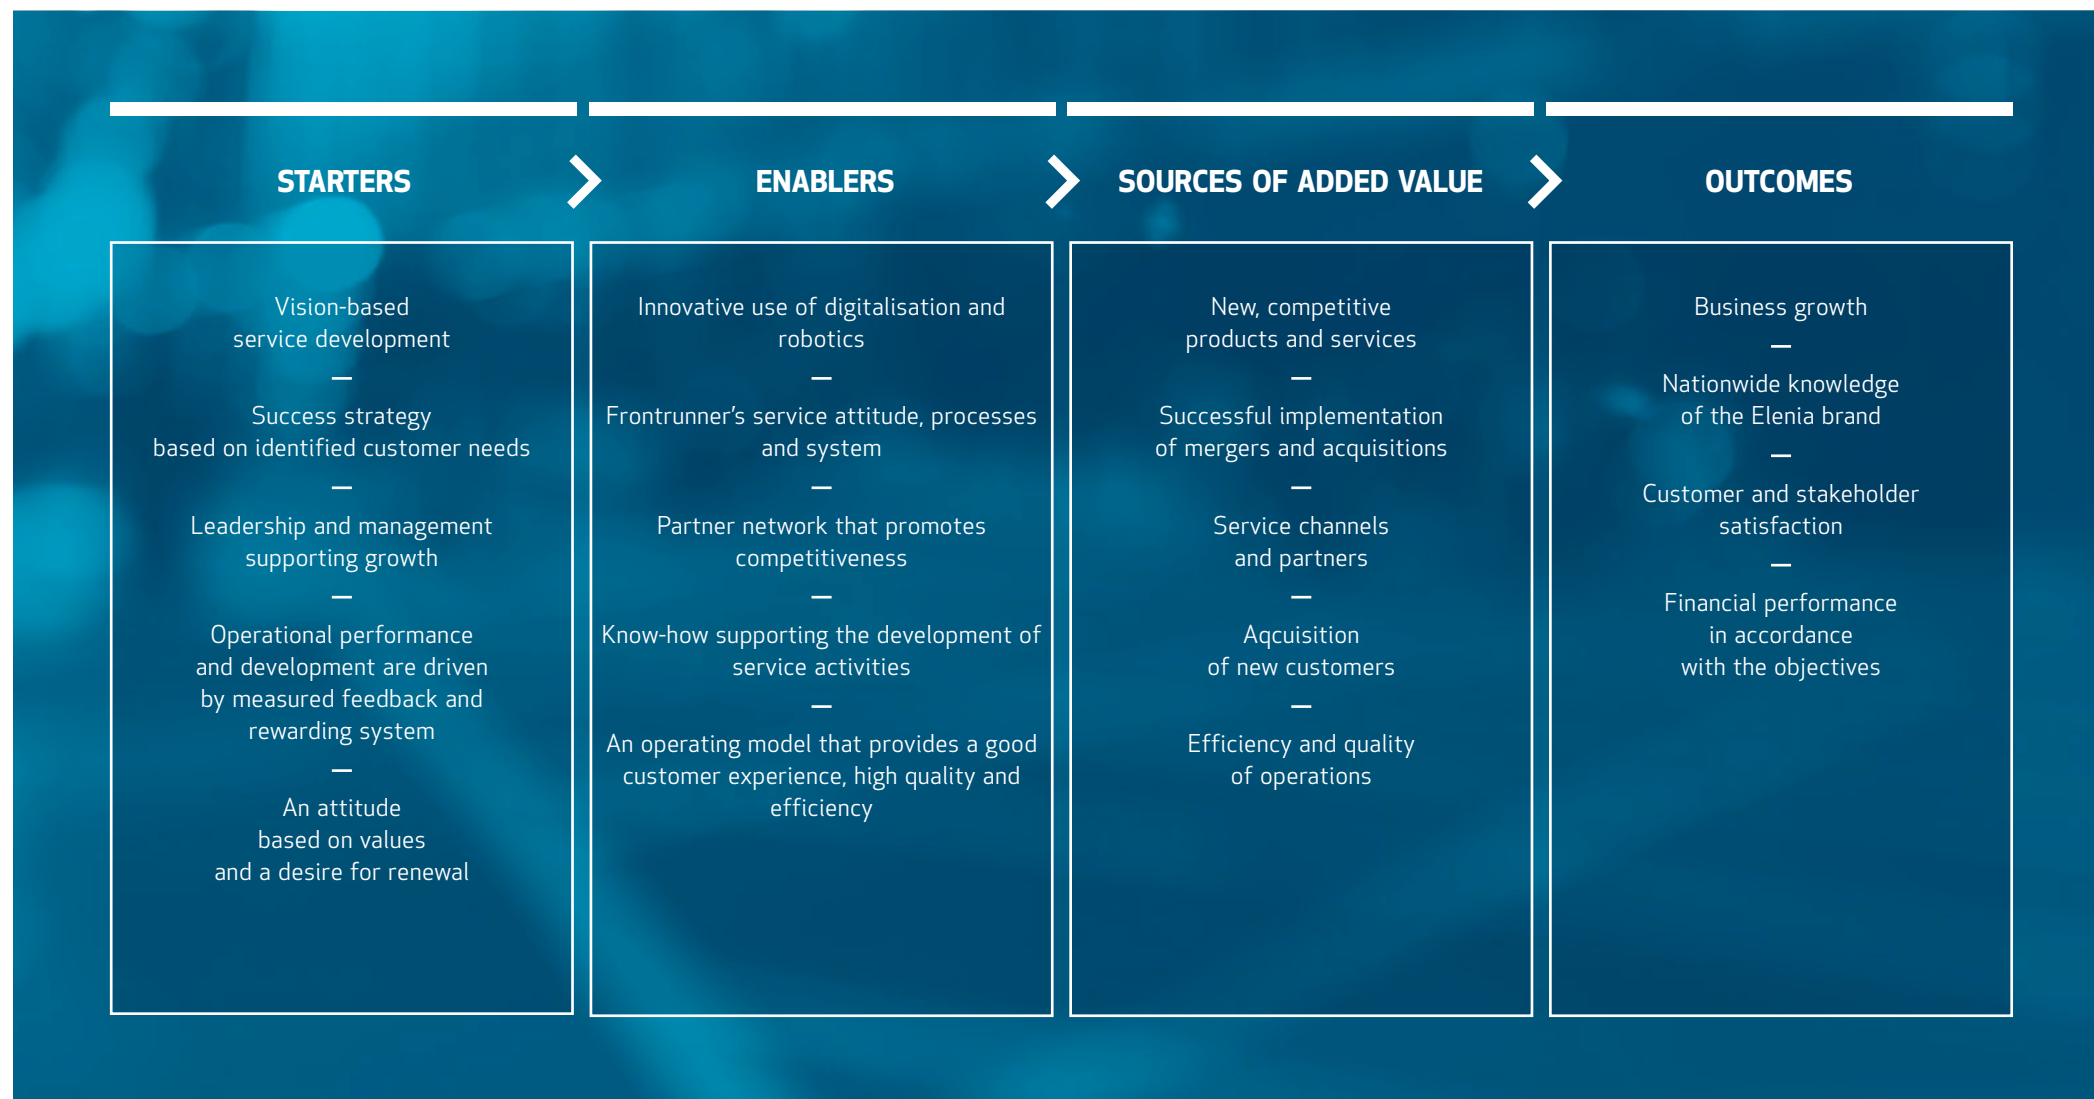 STARTERS
Vision-based
service development
—
Success strategy
based on identified customer needs
—
Leadership and management
supporting growth
—
Operational performance
and development are driven
by measured feedback and
rewarding system
—
An attitude
based on values
and a desire for renewal
ENABLERS
Innovative use of digitalisation and
robotics
—
Frontrunner’s service attitude, processes
and system
—
Partner network that promotes
competitiveness
—
Know-how supporting the development of
service activities
—
An operating model that provides a good
customer experience, high quality and
efficiency
SOURCES OF ADDED VALUE
New, competitive
products and services
—
Successful implementation
of mergers and acquisitions
—
Service channels
and partners
—
Aqcuisition
of new customers
—
Efficiency and quality
of operations
OUTCOMES
Business growth
—
Nationwide knowledge
of the Elenia brand
—
Customer and stakeholder
satisfaction
—
Financial performance
in accordance
with the objectives